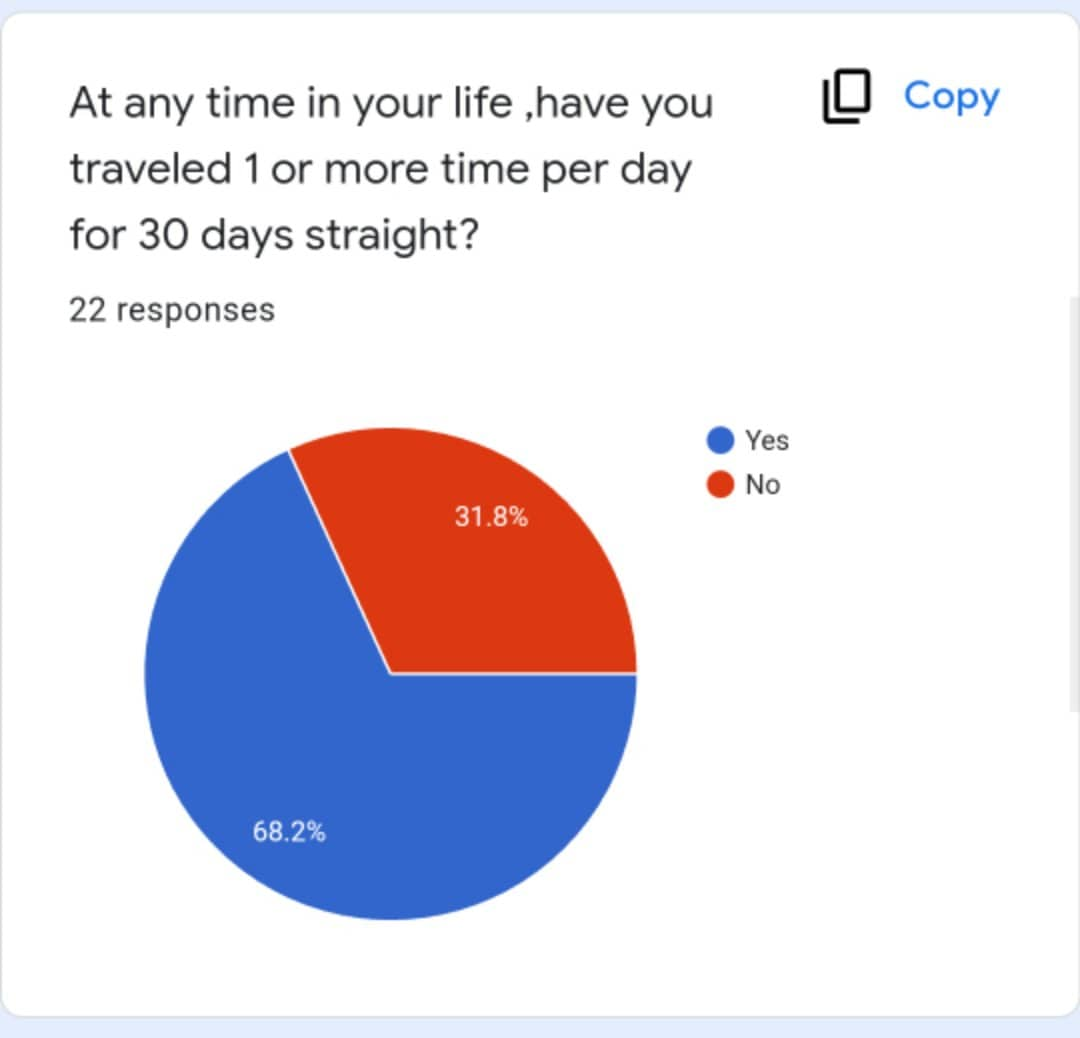 At any time in your life ,have you
Copy
traveled 1 or more time per day
for 30 days straight?
22 responses
Yes
No
31.8%
68.2%